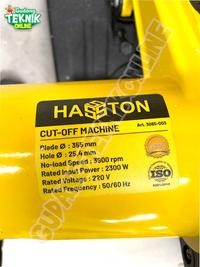 Gudang
TEKNIK
ONLINE
HASSTON
CUT-OFF MACHINE
Art. 3085-003
Blade Ø : 355 mm
Hole Ø : 25.4 mm
No-load Speed : 3900 rpm
Rated Input Power : 2300 W
Rated Voltage : 220 V
Rated Frequency : 50/60 Hz
ISO